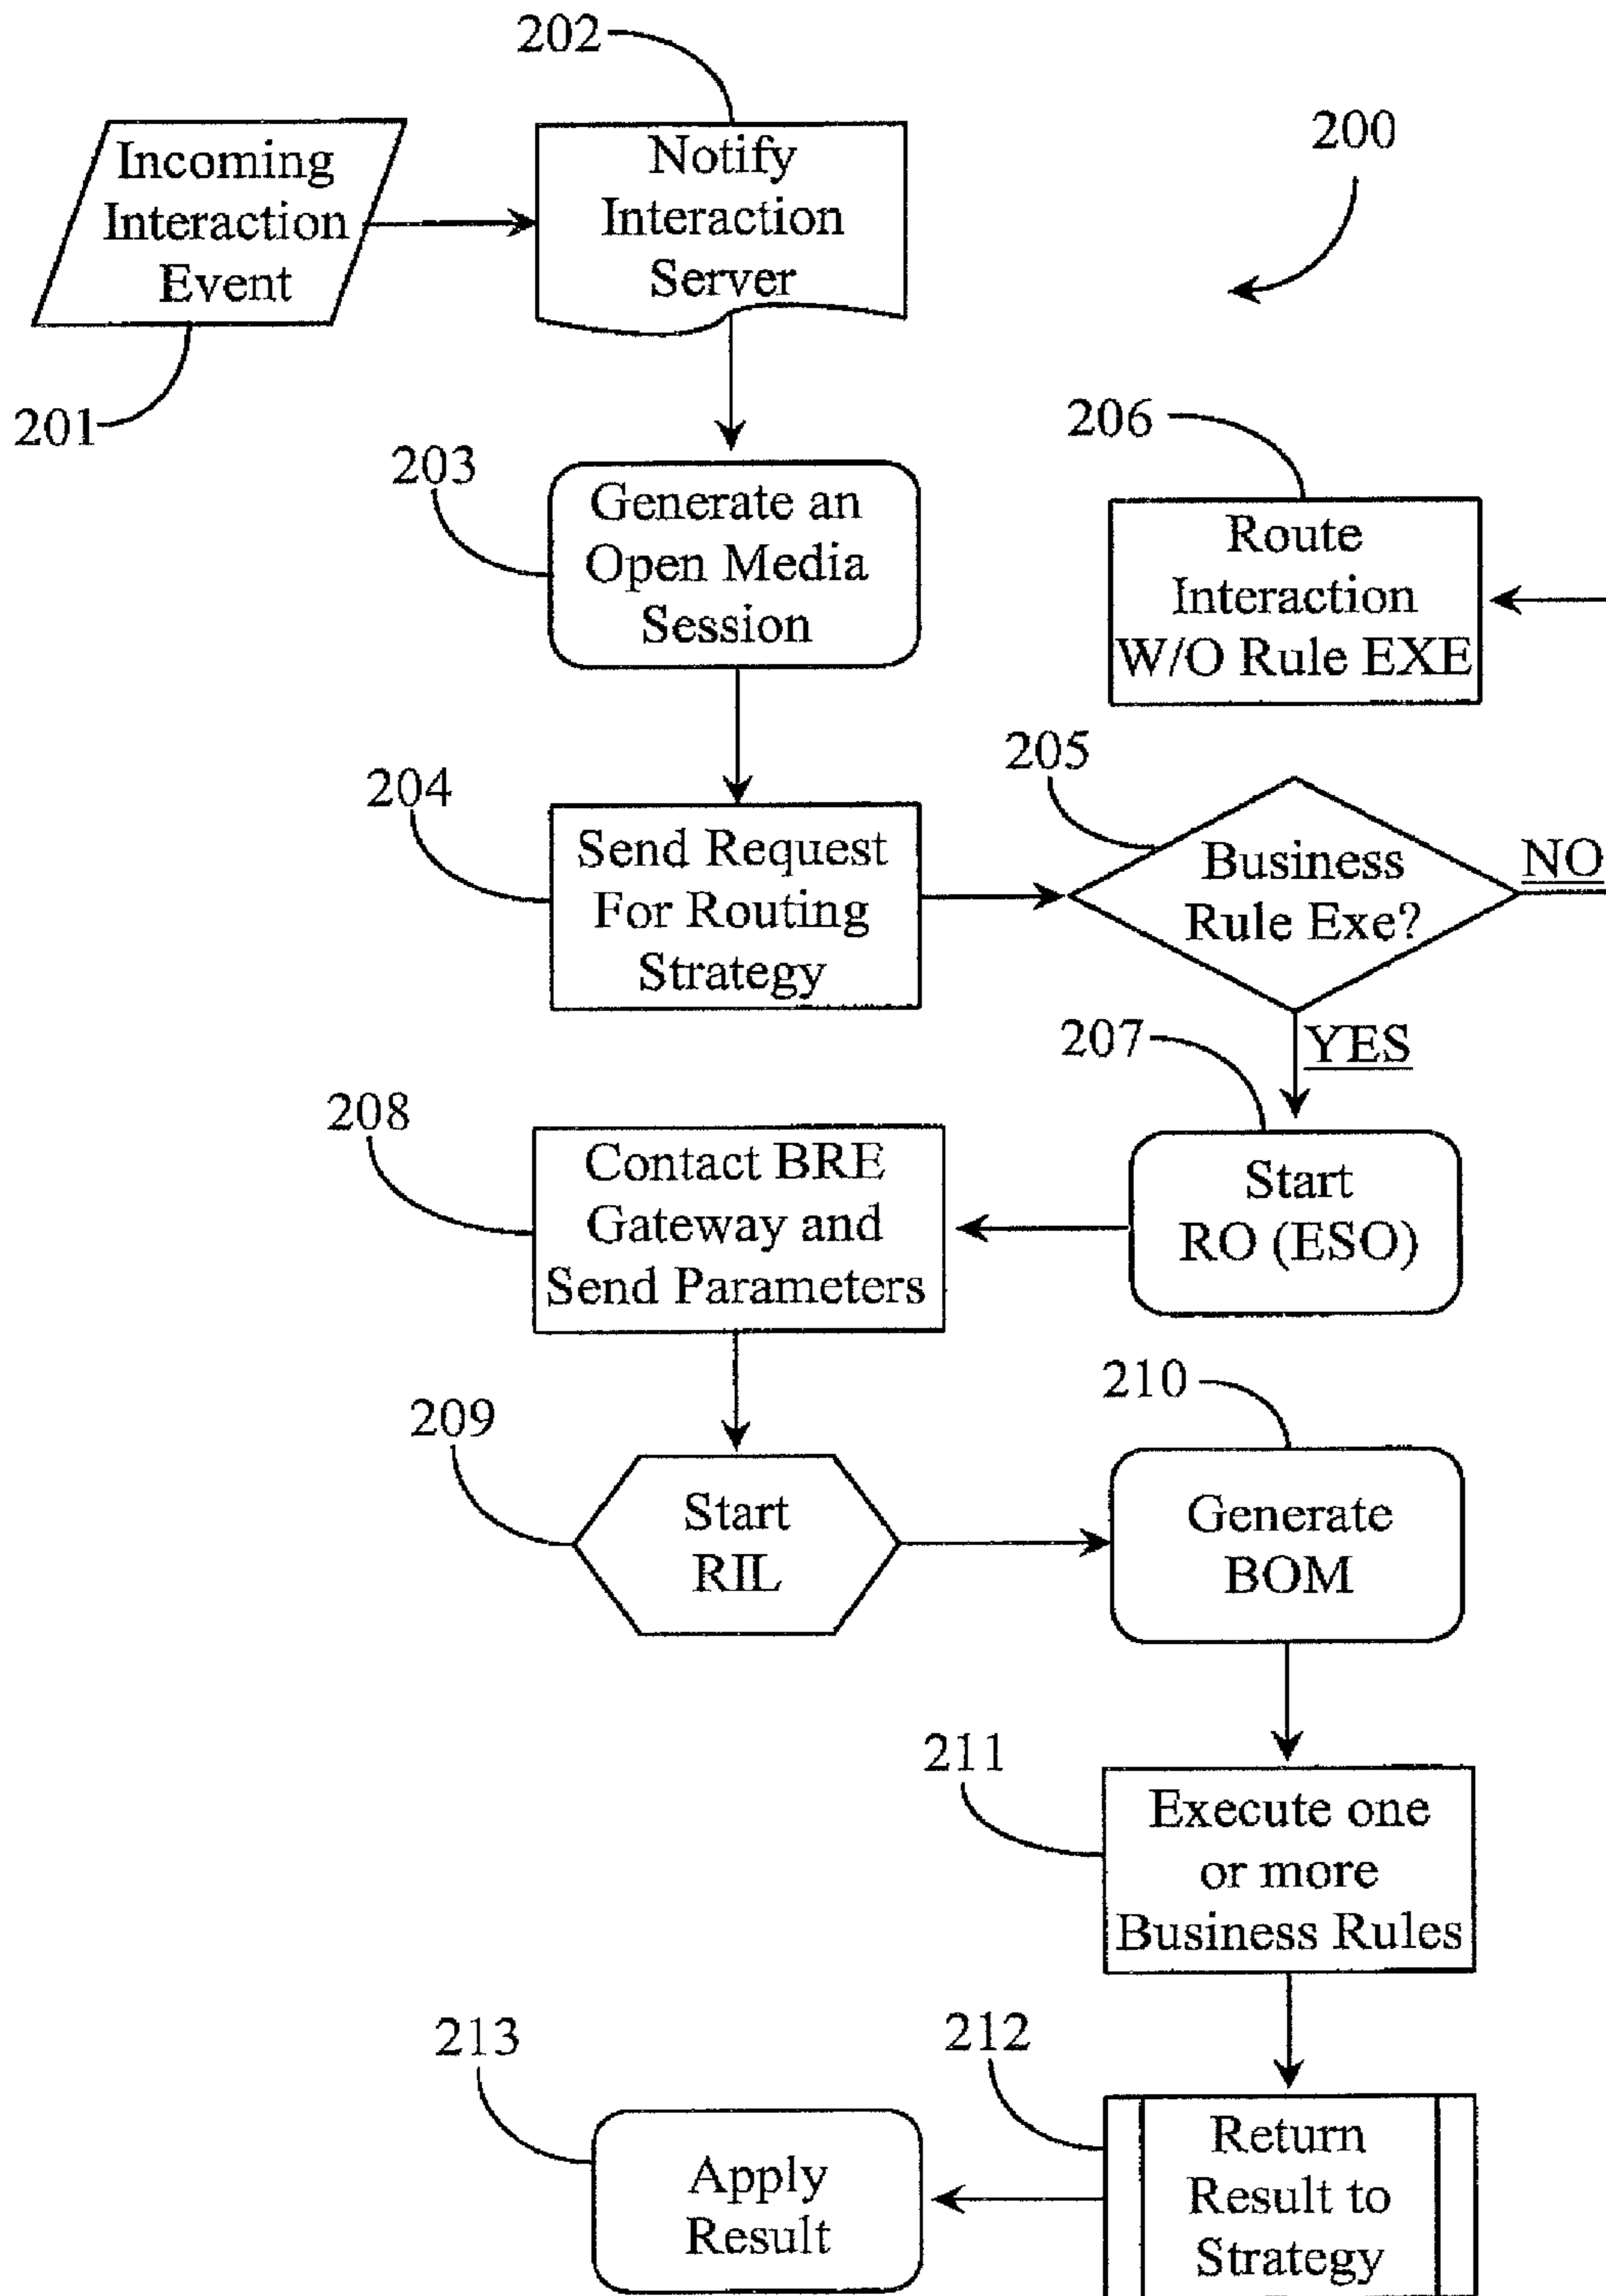 202
200
Incoming
Interaction
Event
Notify
Interaction
Server
201
206
203
Generate an
Open Media
Session
Route
Interaction
W/O Rule EXE
205
204
Send Request
For Routing
Strategy
Business
Rule Exe?
NO
207
YES
208
Contact BRE
Gateway and
Send Parameters
Start
RO (ESO)
210
209
Start
RIL
Generate
BOM
211
Execute one
or more
Business Rules
213
212
Apply
Result
Return
Result to
Strategy